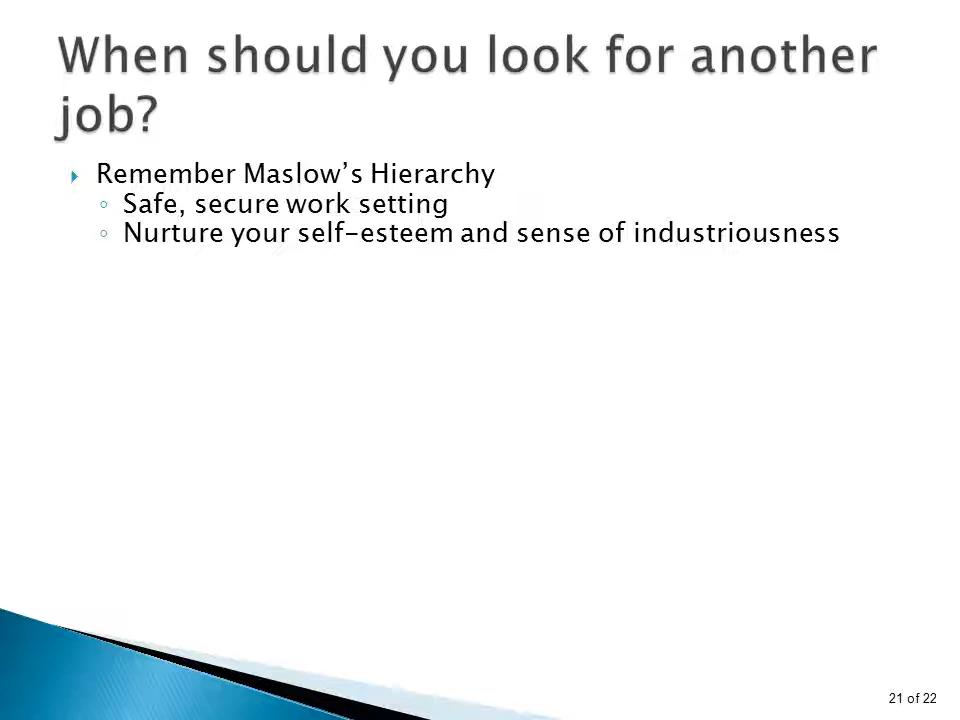 When should you look for another
job?
Remember Maslow’s Hierarchy
Safe, secure work setting
Nurture your self-esteem and sense of industriousness
21 of 22